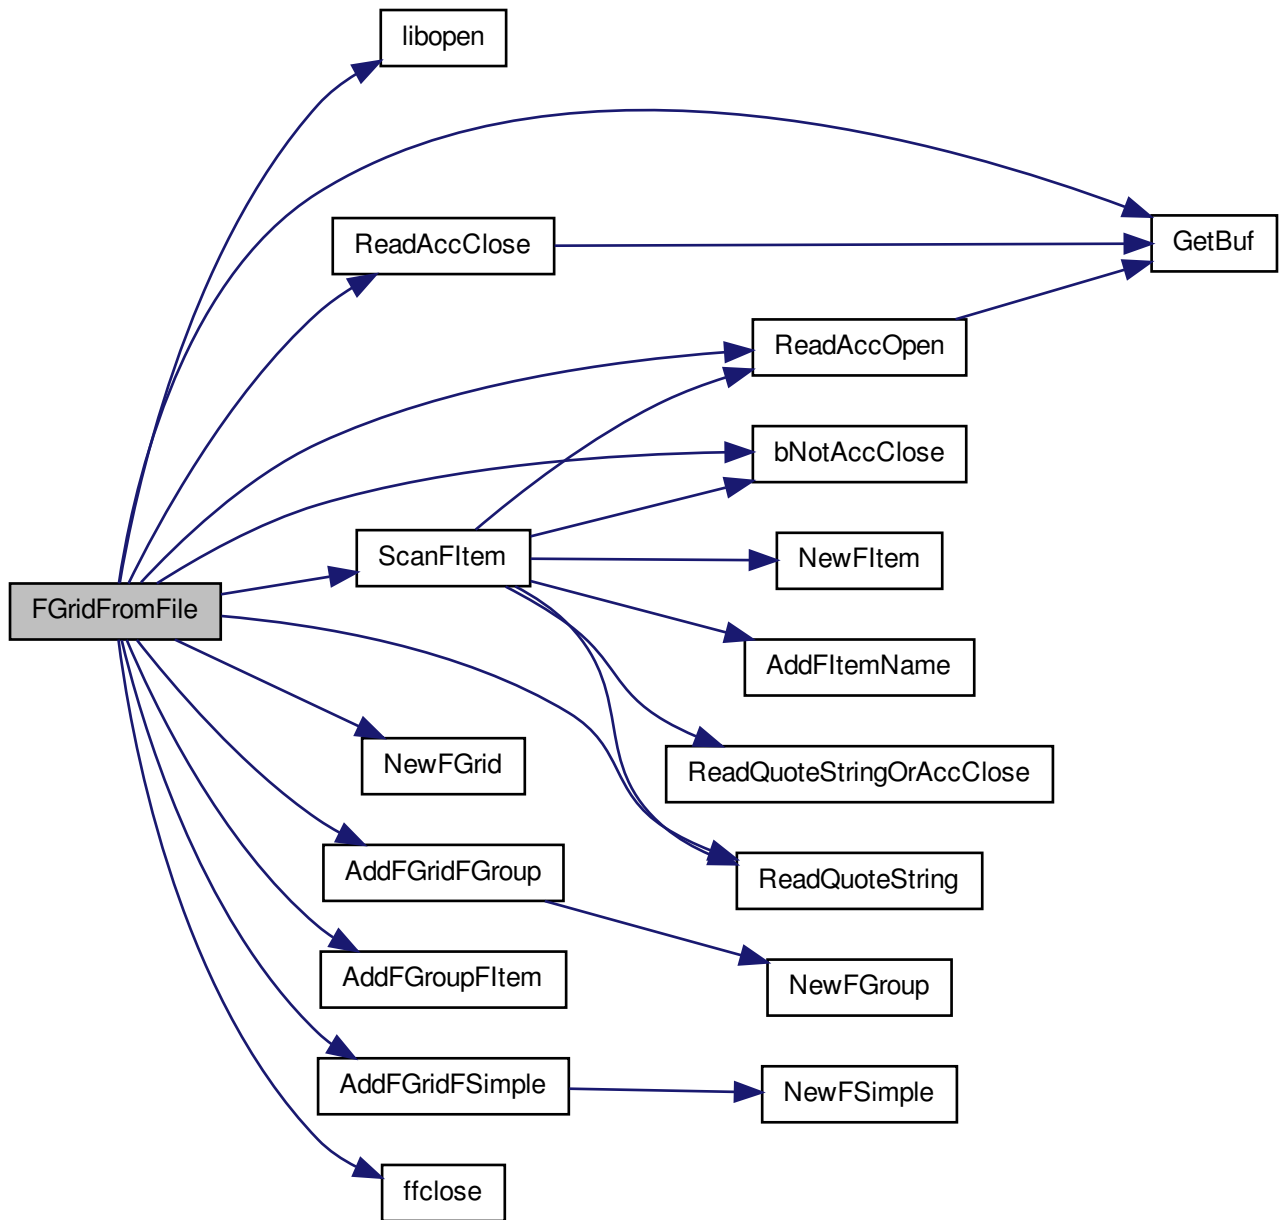 libopen
GetBuf
ReadAccClose
ReadAccOpen
bNotAccClose
ScanFItem
NewFItem
FGridFromFile
AddFItemName
NewFGrid
ReadQuoteStringOrAccClose
AddFGridFGroup
ReadQuoteString
AddFGroupFItem
NewFGroup
AddFGridFSimple
NewFSimple
ffclose